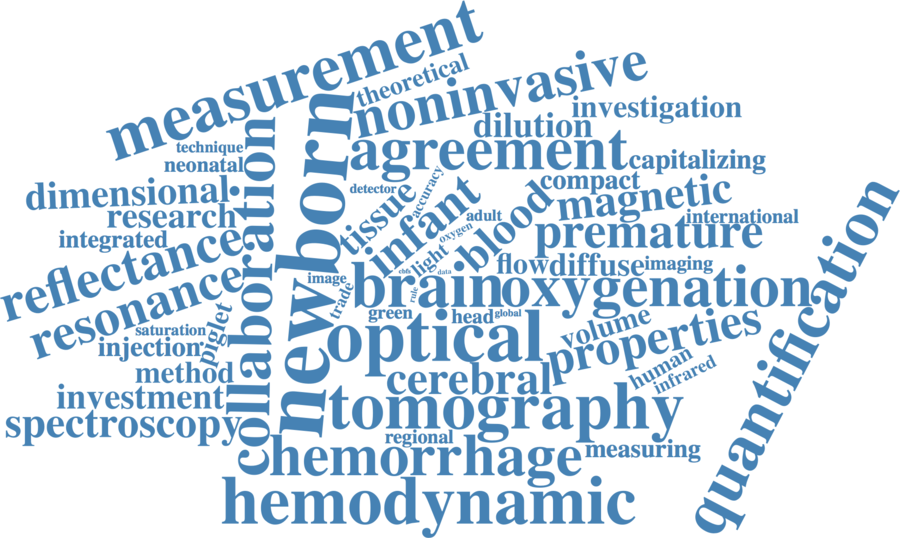 measurement
theoretical
noninvasive
investigation
dilution
technique
neonatal
agreement
capitalizing
dimensional
research
integrated
reflectance
resonance
collaboration
newborn
detector
accuracy
tissue
infant
adult
oxygen
blood
compact
magnetic
international
premature
light
cbfx
data
rule
flow
diffuse
imaging
image
trade
brain
oxygenation
quantification
saturation
piglet
injection
green
head
global
optical
volume
properties
human
infrared
method
investment
spectroscopy
cerebral
tomography
regional
hemorrhage
measuring
hemodynamic